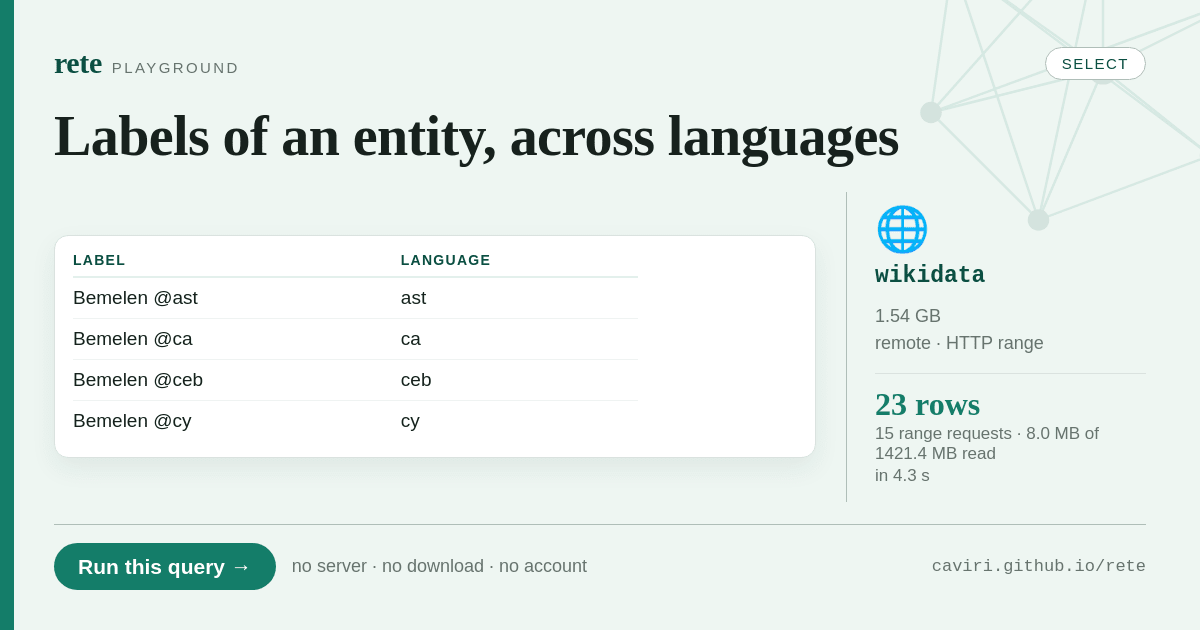 rete PLAYGROUND
SELECT
Labels of an entity, across languages
LABEL LANGUAGE
Bemelen @ast ast
Bemelen @ca ca
Bemelen @ceb ceb
Bemelen @cy cy
wikidata
1.54 GB
remote · HTTP range
23 rows
15 range requests · 8.0 MB of
1421.4 MB read
in 4.3 s
Run this query →
no server · no download · no account
caviri.github.io/rete